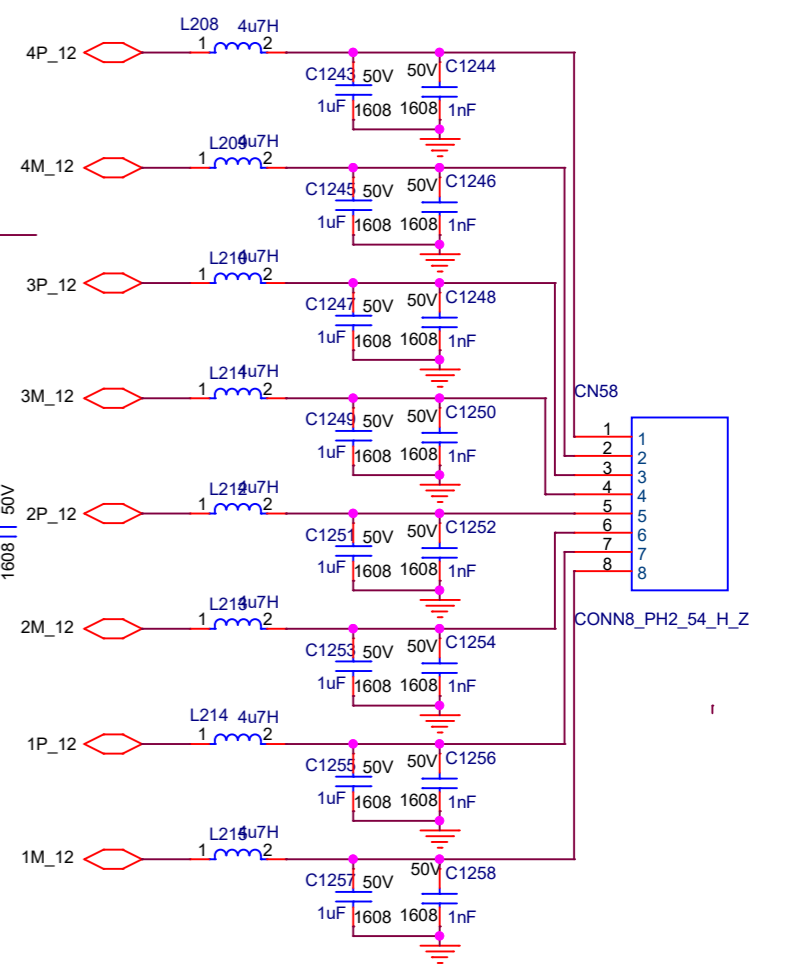 L208 4u7H
4P_12 1 2
C1243 50V 50V C1244
1uF 1608 1608 1nF
L209 4u7H
4M_12 1 2
C1245 50V 50V C1246
1uF 1608 1608 1nF
L210 4u7H
3P_12 1 2
C1247 50V 50V C1248
1uF 1608 1608 1nF
L211 4u7H
3M_12 1 2
CN58
C1249 50V 50V C1250
1uF 1608 1608 1nF
1 1
2 2
3 3
4 4
5 5
6 6
7 7
8 8
CONN8_PH2_54_H_Z
1608 50V
L212 4u7H
2P_12 1 2
C1251 50V 50V C1252
1uF 1608 1608 1nF
L213 4u7H
2M_12 1 2
C1253 50V 50V C1254
1uF 1608 1608 1nF
L214 4u7H
1P_12 1 2
C1255 50V 50V C1256
1uF 1608 1608 1nF
L215 4u7H
1M_12 1 2
C1257 50V 50V C1258
1uF 1608 1608 1nF